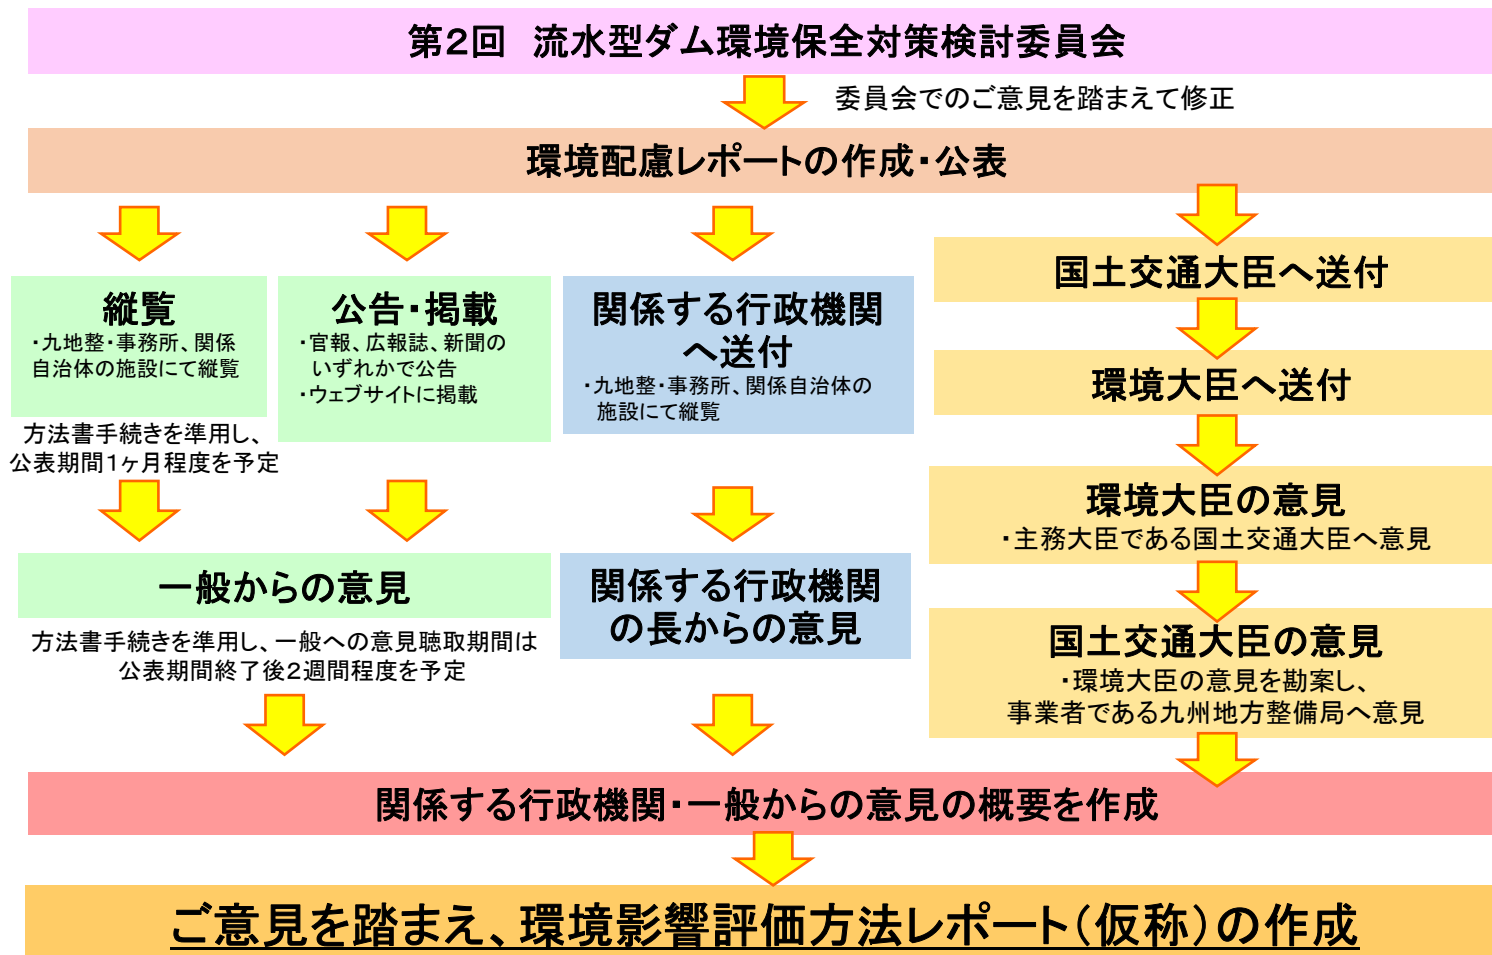 第2回　流水型ダム環境保全対策検討委員会
委員会でのご意見を踏まえて修正
環境配慮レポートの作成・公表
縦覧
・九地整・事務所、関係
自治体の施設にて縦覧
方法書手続きを準用し、
公表期間1ヶ月程度を予定
公告・掲載
・官報、広報誌、新聞の
いずれかで公告
・ウェブサイトに掲載
関係する行政機関
へ送付
・九地整・事務所、関係自治体の
施設にて縦覧
国土交通大臣へ送付
環境大臣へ送付
環境大臣の意見
・主務大臣である国土交通大臣へ意見
国土交通大臣の意見
・環境大臣の意見を勘案し、
事業者である九州地方整備局へ意見
一般からの意見
方法書手続きを準用し、一般への意見聴取期間は
公表期間終了後2週間程度を予定
関係する行政機関
の長からの意見
関係する行政機関・一般からの意見の概要を作成
ご意見を踏まえ、環境影響評価方法レポート（仮称）の作成